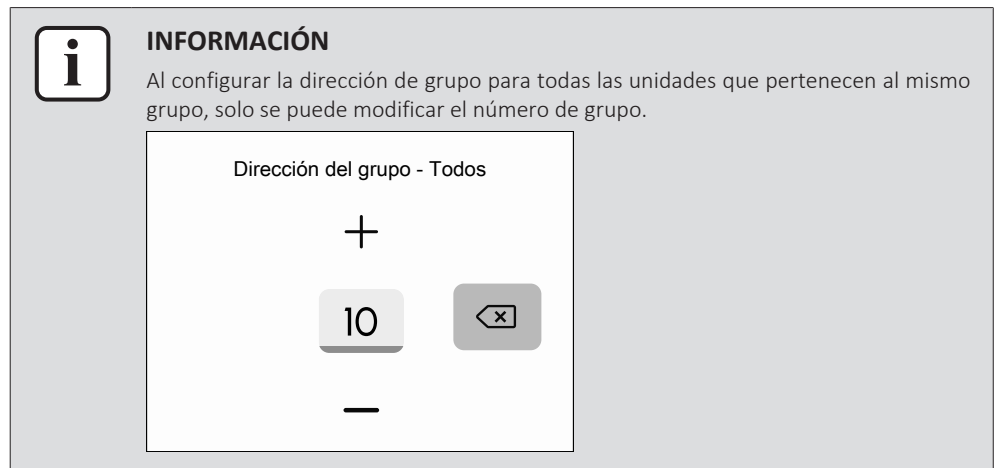 i
INFORMACIÓN
Al configurar la dirección de grupo para todas las unidades que pertenecen al mismo
grupo, solo se puede modificar el número de grupo.
Dirección del grupo - Todos
+
10
—